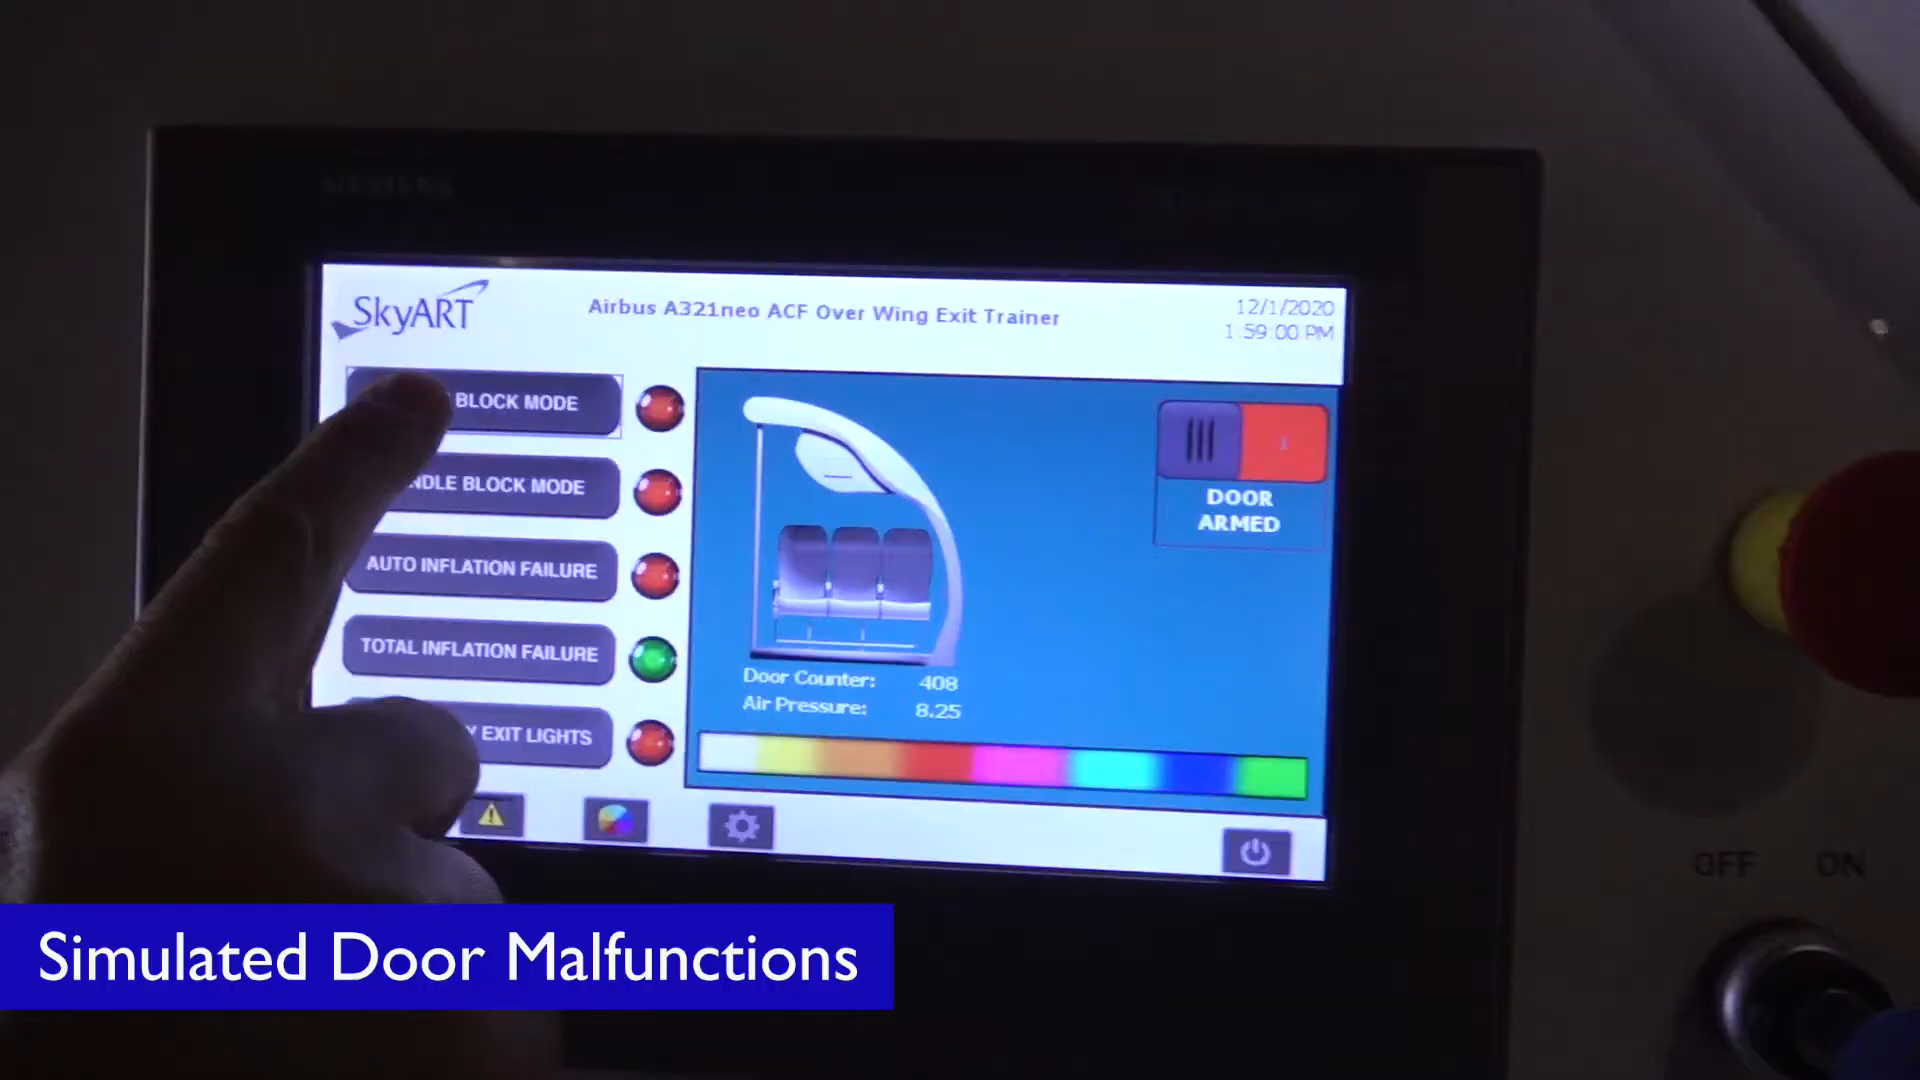 SIEMENS
SkyART
Airbus A321neo ACF Over Wing Exit Trainer
12/1/2020
1:59:00 PM
BLOCK MODE
NDLE BLOCK MODE
AUTO INFLATION FAILURE
TOTAL INFLATION FAILURE
Y EXIT LIGHTS
DOOR
ARMED
Door Counter: 408
Air Pressure: 8.25
OFF ON
Simulated Door Malfunctions